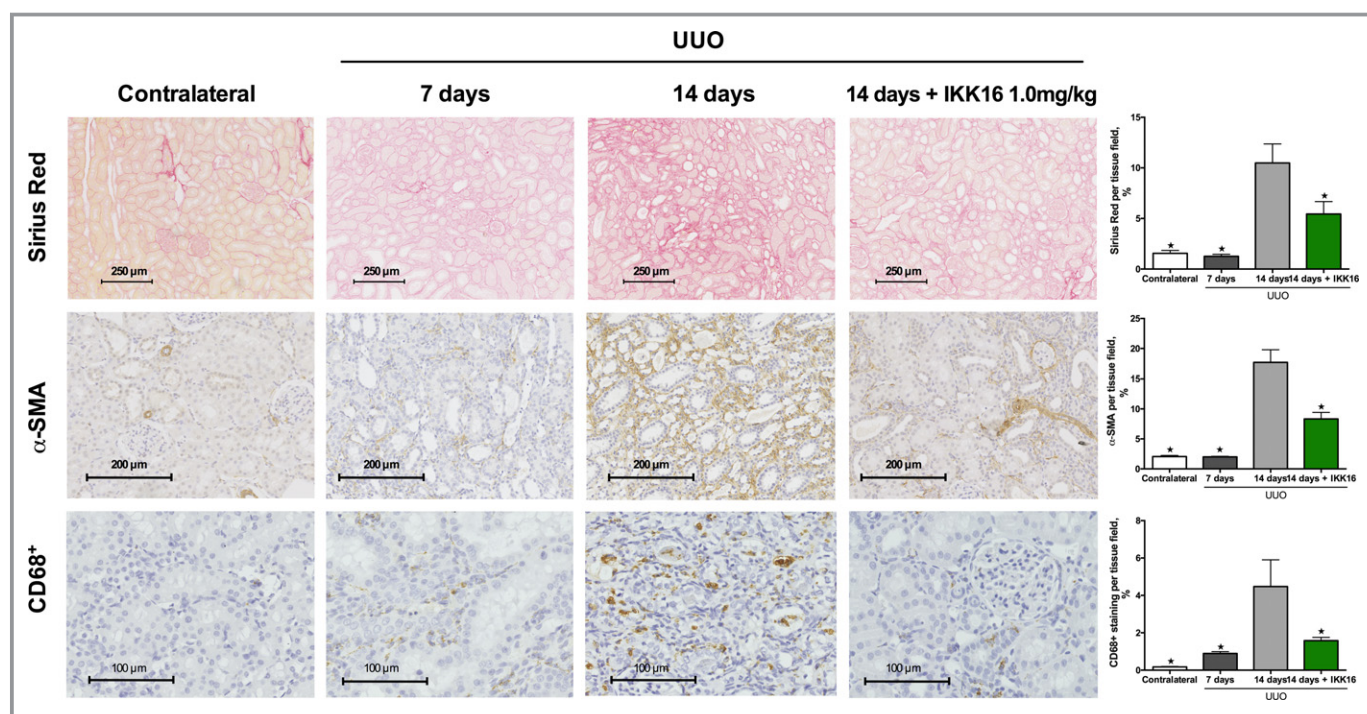 UUO
Contralateral
7 days
14 days
14 days + IKK16 1.0mg/kg
Sirius Red
250 µm
250 µm
250 µm
250 µm
Sirius Red per tissue field,
%
15
10
5
0
Contralateral
7 days
14 days
14 days + IKK16
UUO
α-SMA
200 µm
200 µm
200 µm
200 µm
α-SMA per tissue field,
%
25
20
15
10
5
0
Contralateral
7 days
14 days
14 days + IKK16
UUO
CD68⁺
100 µm
100 µm
100 µm
100 µm
CD68+ staining per tissue field,
%
8
6
4
2
0
Contralateral
7 days
14 days
14 days + IKK16
UUO